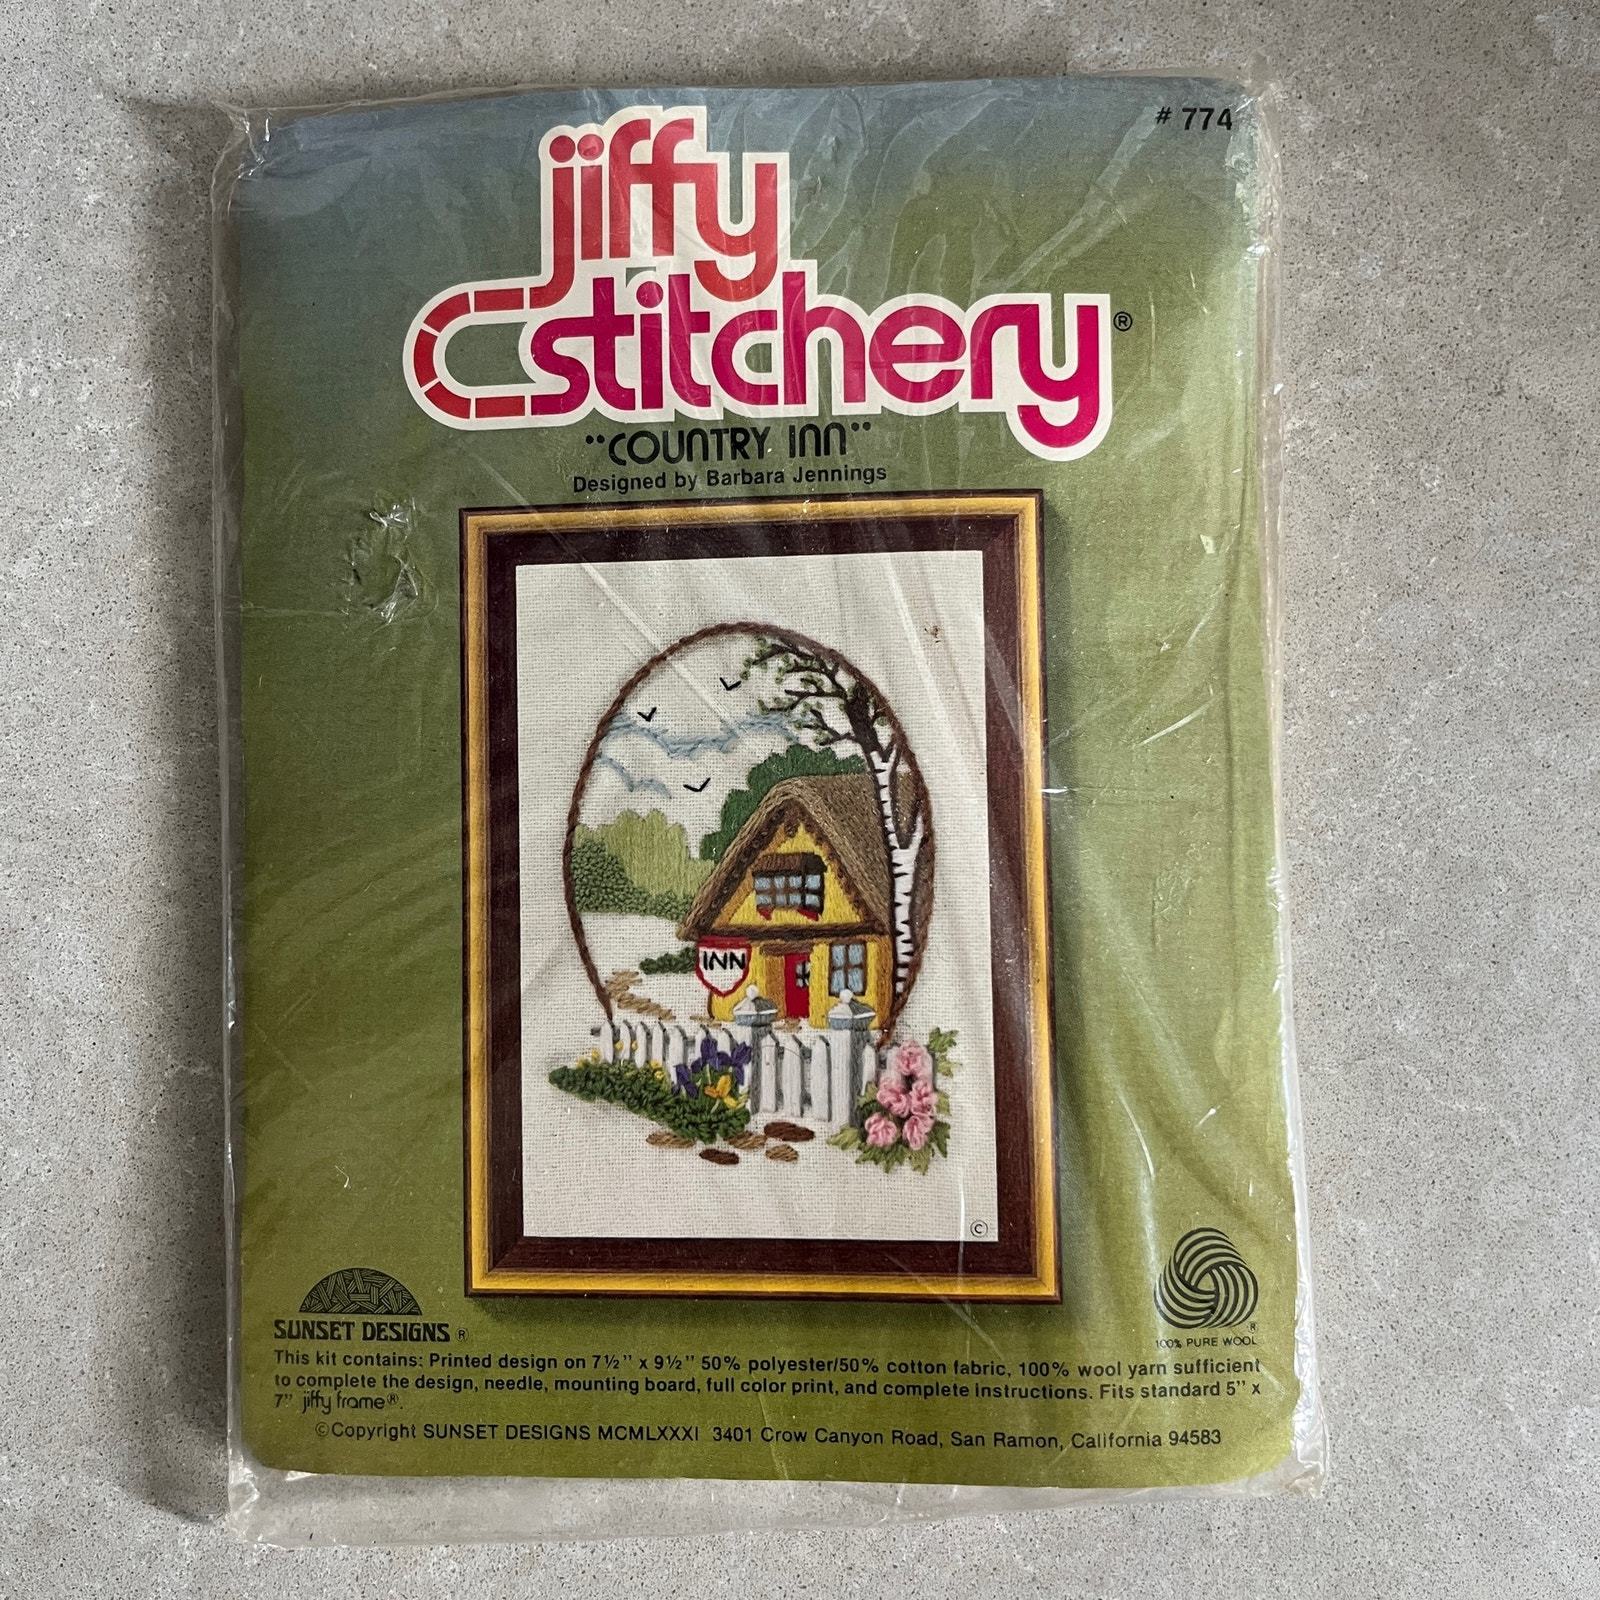 # 774
jiffy
stitchery®
"COUNTRY INN"
Designed by Barbara Jennings
INN
©
SUNSET DESIGNS ®
®
100% PURE WOOL
This kit contains: Printed design on 7½" x 9½" 50% polyester/50% cotton fabric, 100% wool yarn sufficient
to complete the design, needle, mounting board, full color print, and complete instructions. Fits standard 5" x
7" jiffy frame®.
©Copyright SUNSET DESIGNS MCMLXXXI 3401 Crow Canyon Road, San Ramon, California 94583